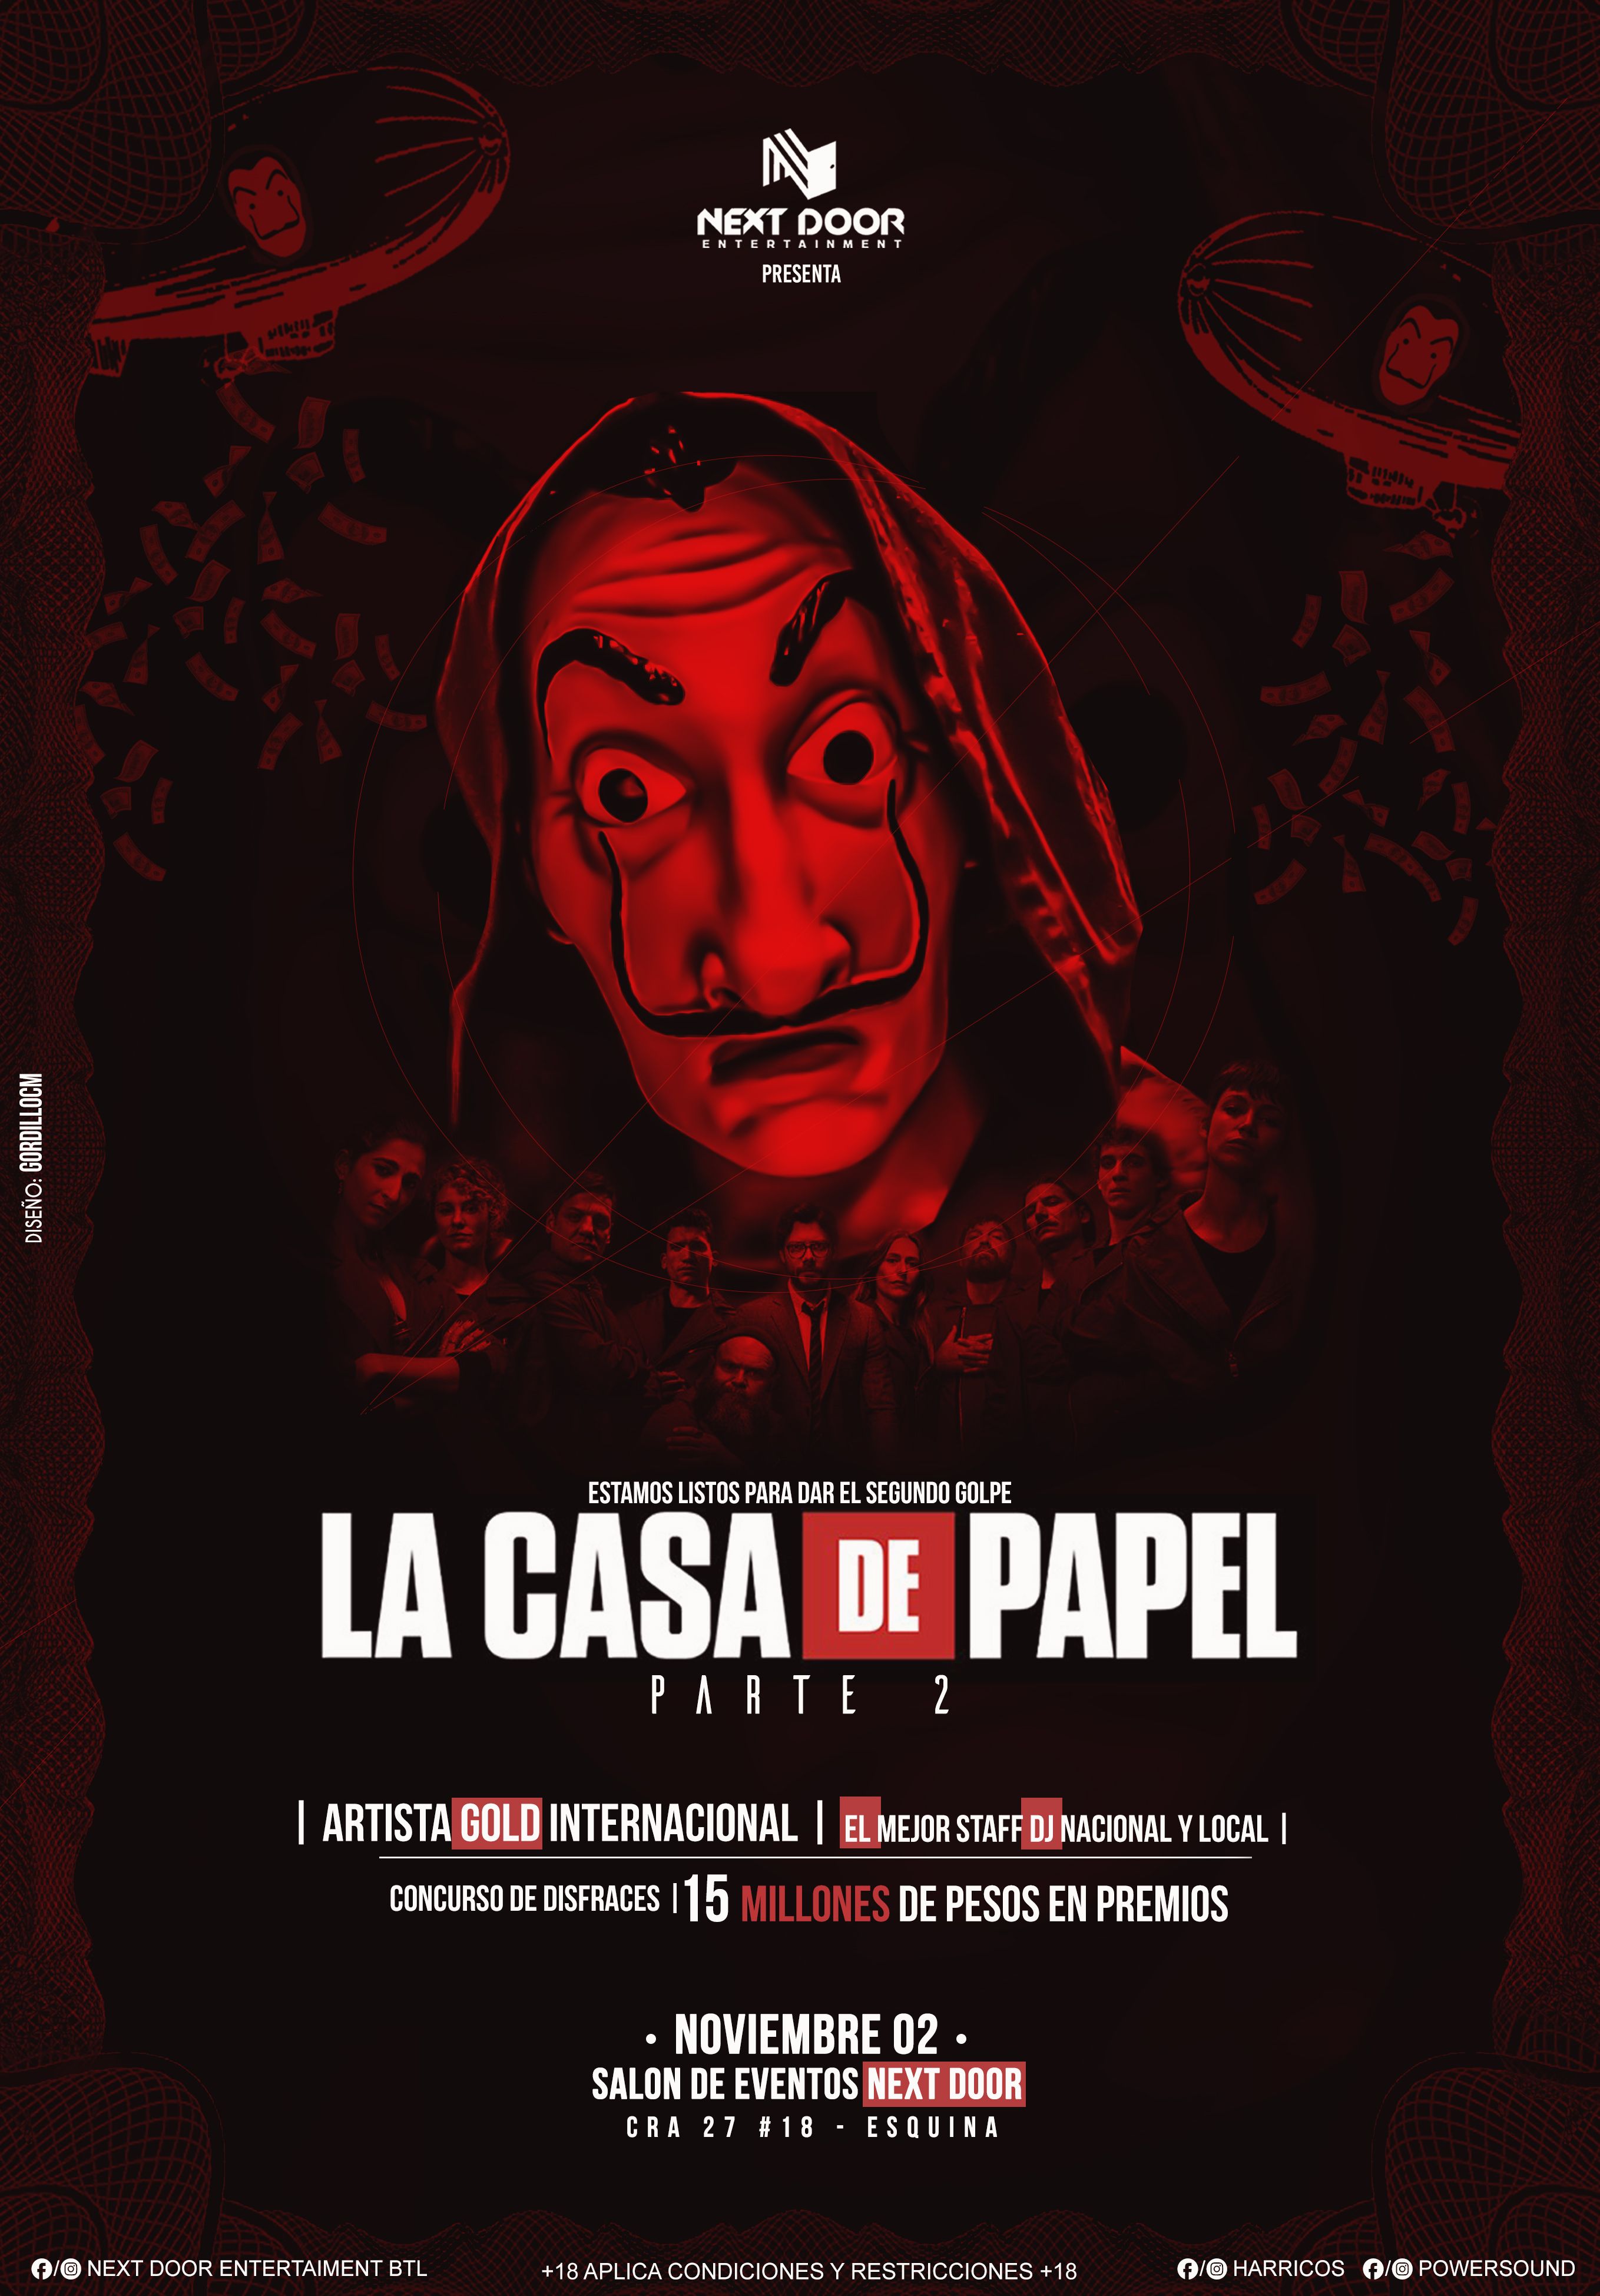 NEXT DOOR
ENTERTAINMENT
PRESENTA
DISEÑO: GORDILLOCM
ESTAMOS LISTOS PARA DAR EL SEGUNDO GOLPE
LA CASA DE PAPEL
PARTE 2
| ARTISTA GOLD INTERNACIONAL | EL MEJOR STAFF DJ NACIONAL Y LOCAL |
CONCURSO DE DISFRACES | 15 MILLONES DE PESOS EN PREMIOS
• NOVIEMBRE 02 •
SALON DE EVENTOS NEXT DOOR
CRA 27 #18 - ESQUINA
/ NEXT DOOR ENTERTAIMENT BTL +18 APLICA CONDICIONES Y RESTRICCIONES +18 / HARRICOS / POWERSOUND